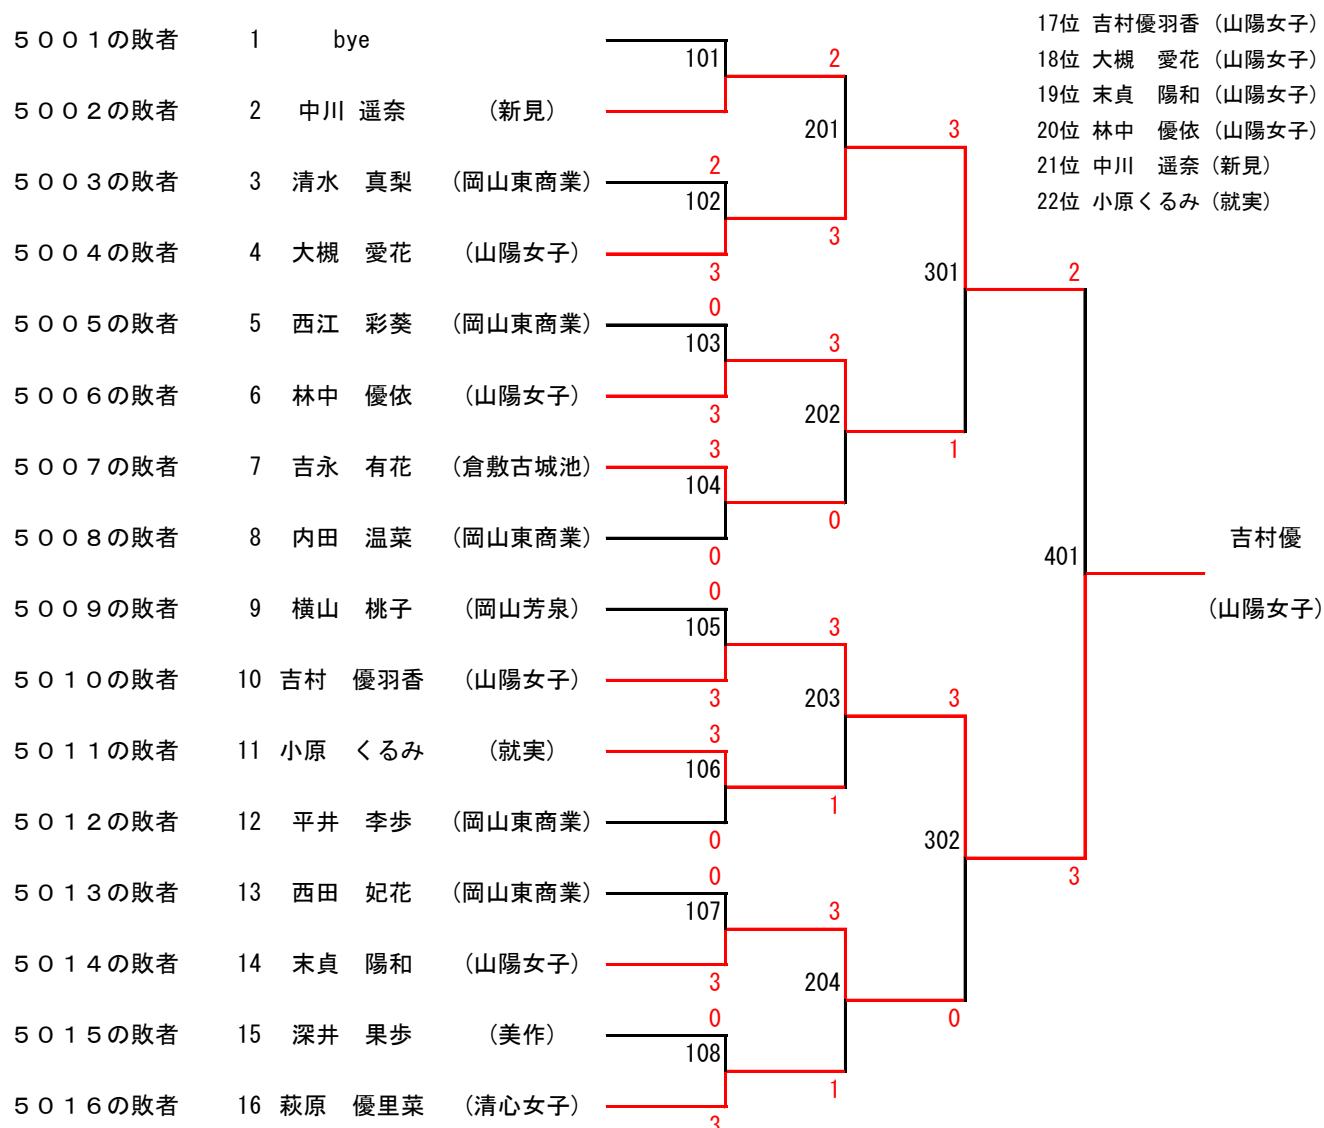 17位 吉村優羽香（山陽女子）
５００１の敗者 1 bye
101 2 18位 大槻　愛花（山陽女子）
19位 末貞　陽和（山陽女子）
５００２の敗者 2 中川 遥奈 （新見）
201 3 20位 林中　優依（山陽女子）
2 21位 中川　遥奈（新見）
５００３の敗者 3 清水　真梨 （岡山東商業）
102 22位 小原くるみ（就実）
3
５００４の敗者 4 大槻　愛花 （山陽女子）
3 301 2
0
５００５の敗者 5 西江　彩葵 （岡山東商業）
103 3
５００６の敗者 6 林中　優依 （山陽女子）
3 202
3 1
５００７の敗者 7 吉永　有花 （倉敷古城池）
104
0
５００８の敗者 8 内田　温菜 （岡山東商業） 吉村優
0 401
0
５００９の敗者 9 横山　桃子 （岡山芳泉） （山陽女子）
105 3
５０１０の敗者 10 吉村　優羽香 （山陽女子）
3 203 3
3
５０１１の敗者 11 小原　くるみ （就実）
106
1
５０１２の敗者 12 平井　李歩 （岡山東商業）
0 302
0 3
５０１３の敗者 13 西田　妃花 （岡山東商業）
107 3
５０１４の敗者 14 末貞　陽和 （山陽女子）
3 204
0 0
５０１５の敗者 15 深井　果歩 （美作）
108
1
５０１６の敗者 16 萩原　優里菜 （清心女子）
3